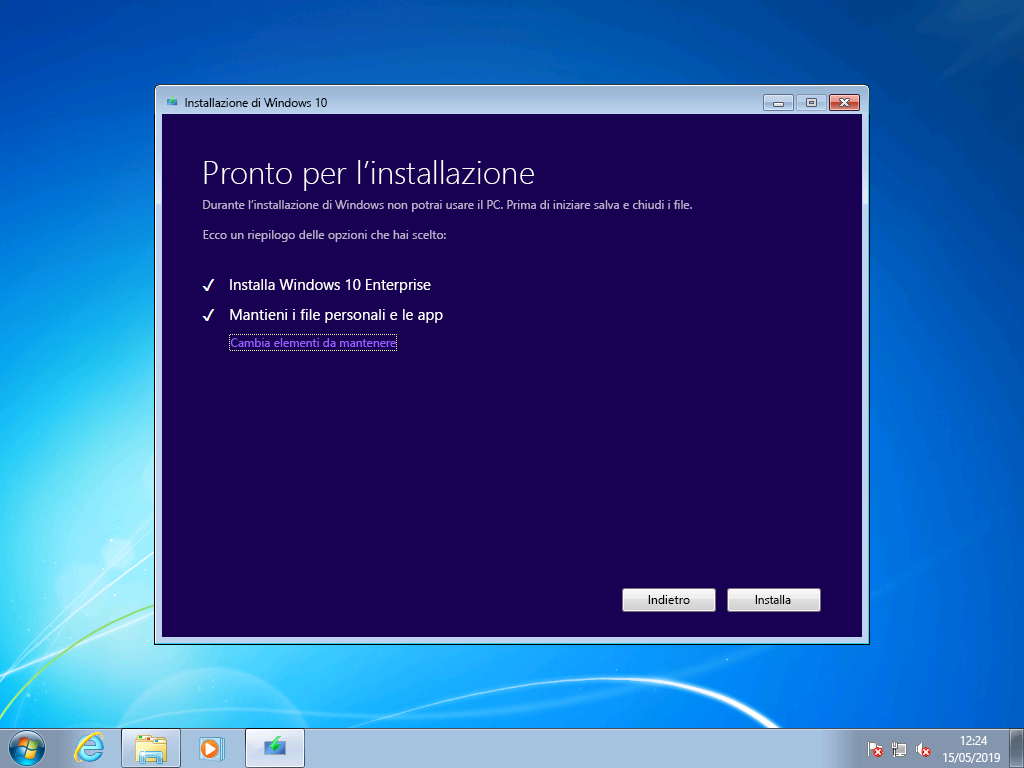 Installazione di Windows 10
Pronto per l'installazione
Durante l'installazione di Windows non potrai usare il PC. Prima di iniziare salva e chiudi i file.
Ecco un riepilogo delle opzioni che hai scelto:
Installa Windows 10 Enterprise
Mantieni i file personali e le app
Cambia elementi da mantenere
Indietro
Installa
12:24
15/05/2019